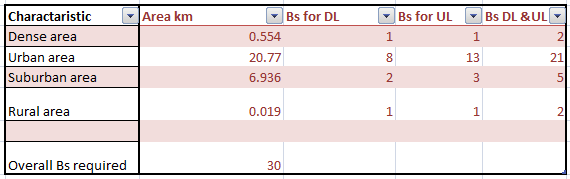 Charactaristic Area km Bs for DL Bs for UL Bs DL &UL
Dense area 0.554 1 1 2
Urban area 20.77 8 13 21
Suburban area 6.936 2 3 5
Rural area 0.019 1 1 2
Overall Bs required 30